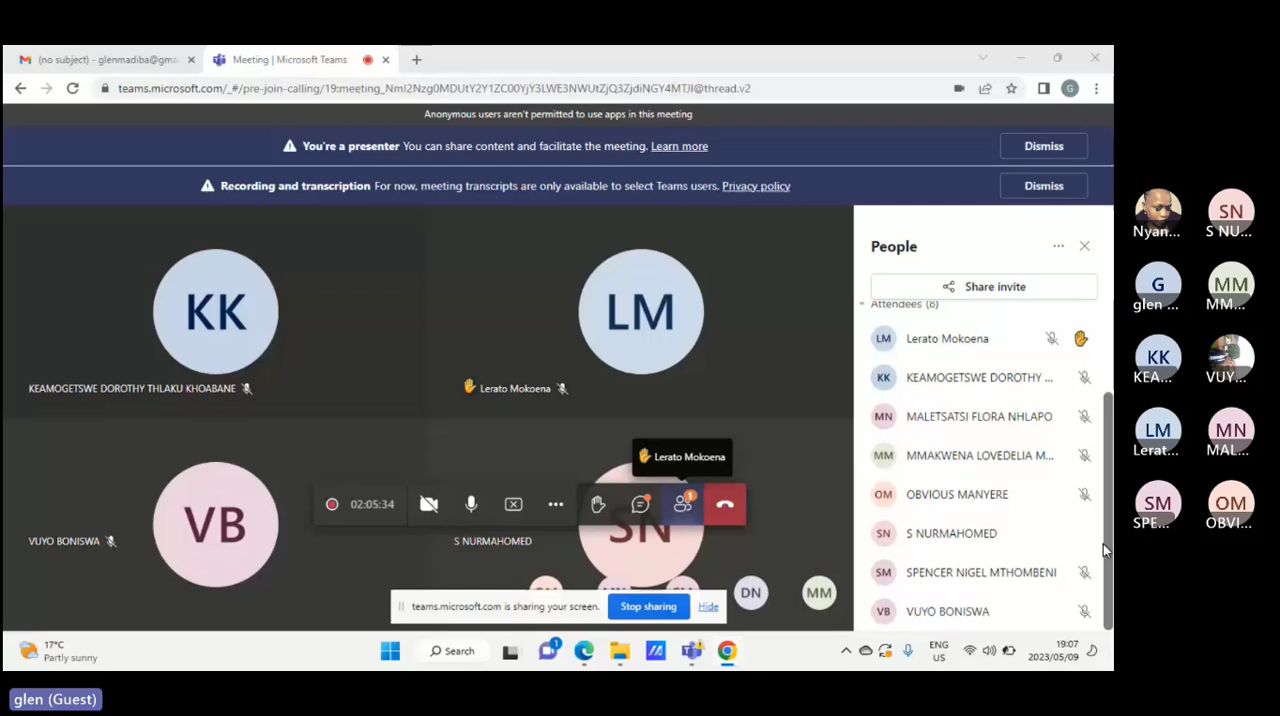 (no subject) - glenmadiba@gma
Meeting | Microsoft Teams
teams.microsoft.com/_#/pre-join-calling/19:meeting_NmI2Nzg0MDUtY2Y1ZC00YjY3LWE3NWUtZjQ3ZjdiNGY4MTJl@thread.v2
G
Anonymous users aren't permitted to use apps in this meeting
You're a presenter You can share content and facilitate the meeting. Learn more
Dismiss
Recording and transcription For now, meeting transcripts are only available to select Teams users. Privacy policy
Dismiss
KK
KEAMOGETSWE DOROTHY THLAKU KHOABANE
LM
Lerato Mokoena
VB
VUYO BONISWA
SN
S NURMAHOMED
Lerato Mokoena
02:05:34
1
DN
MM
teams.microsoft.com is sharing your screen.
Stop sharing
Hide
People
Share invite
Attendees (8)
LM Lerato Mokoena
KK KEAMOGETSWE DOROTHY ...
MN MALETSATSI FLORA NHLAPO
MM MMAKWENA LOVEDELIA M...
OM OBVIOUS MANYERE
SN S NURMAHOMED
SM SPENCER NIGEL MTHOMBENI
VB VUYO BONISWA
17°C
Partly sunny
Search
1
ENG
US
19:07
2023/05/09
Nyan...
SN
S NU...
G
glen ...
MM
MM...
KK
KEA...
VUY...
LM
Lerat...
MN
MAL...
SM
SPE...
OM
OBVI...
glen (Guest)